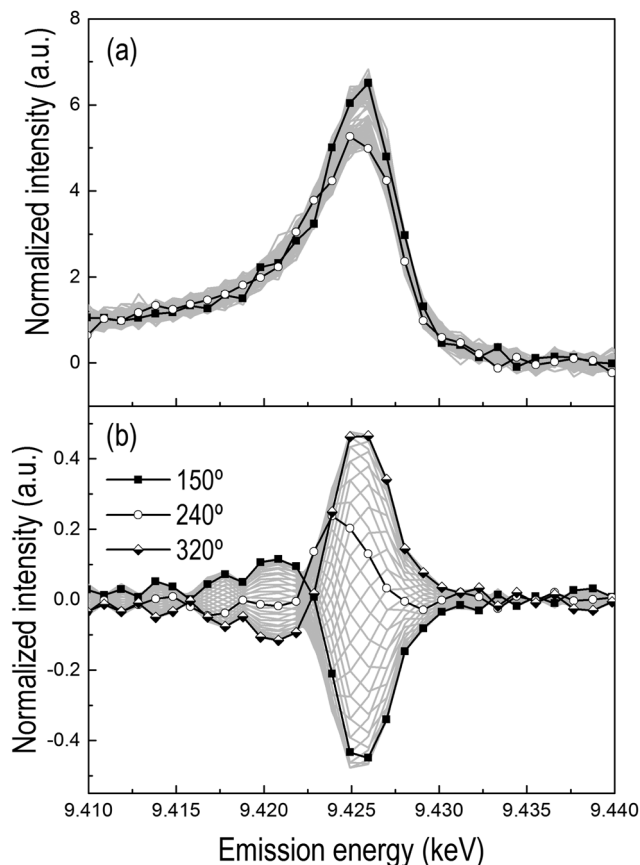 (a)
Normalized intensity (a.u.)
8
6
4
2
0
(b)
Normalized intensity (a.u.)
0.4
0.2
0.0
-0.2
-0.4
150º
240º
320º
9.410 9.415 9.420 9.425 9.430 9.435 9.440
Emission energy (keV)